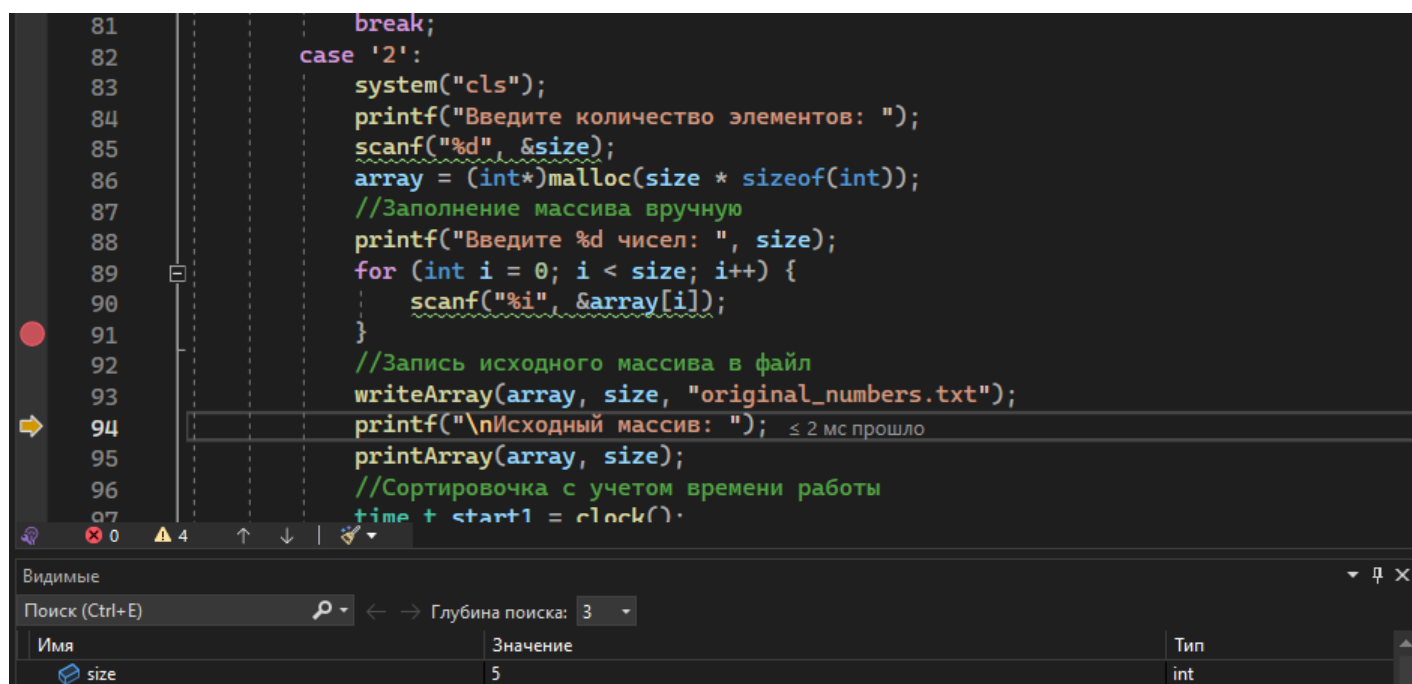 81 break;
82 case '2':
83 system("cls");
84 printf("Введите количество элементов: ");
85 scanf("%d", &size);
86 array = (int*)malloc(size * sizeof(int));
87 //Заполнение массива вручную
88 printf("Введите %d чисел: ", size);
89 for (int i = 0; i < size; i++) {
90 scanf("%i", &array[i]);
91 }
92 //Запись исходного массива в файл
93 writeArray(array, size, "original_numbers.txt");
94 printf("\nИсходный массив: "); ≤ 2 мс прошло
95 printArray(array, size);
96 //Сортировочка с учетом времени работы
97 time_t start1 = clock();
0 4
Видимые
Поиск (Ctrl+E) Глубина поиска: 3
Имя Значение Тип
size 5 int